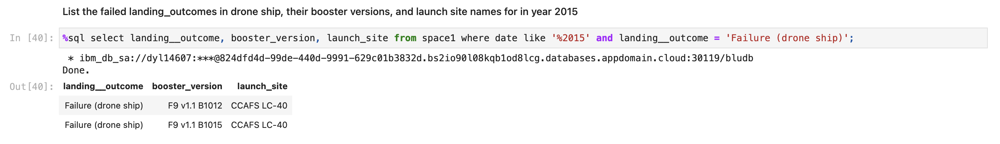 List the failed landing_outcomes in drone ship, their booster versions, and launch site names for in year 2015
In [40]: %sql select landing__outcome, booster_version, launch_site from space1 where date like '%2015' and landing__outcome = 'Failure (drone ship)';
* ibm_db_sa://dyl14607:***@824dfd4d-99de-440d-9991-629c01b3832d.bs2io90l08kqb1od8lcg.databases.appdomain.cloud:30119/bludb
Done.
Out[40]: landing__outcome booster_version launch_site
Failure (drone ship) F9 v1.1 B1012 CCAFS LC-40
Failure (drone ship) F9 v1.1 B1015 CCAFS LC-40